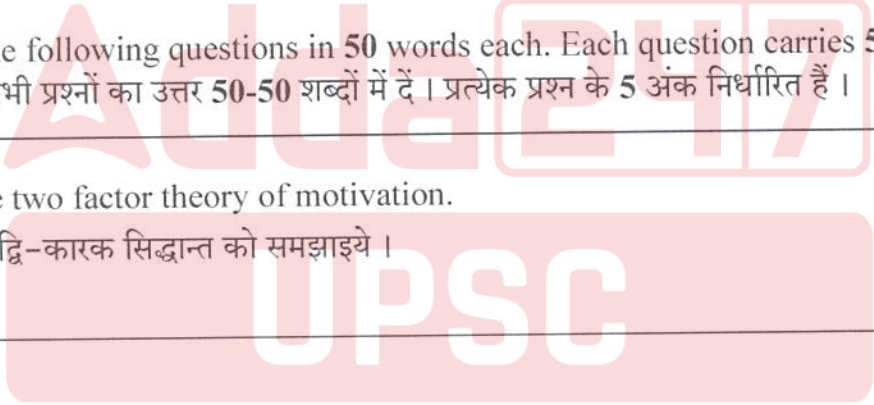 e following questions in 50 words each. Each question carries 5
भी प्रश्नों का उत्तर 50-50 शब्दों में दें । प्रत्येक प्रश्न के 5 अंक निर्धारित हैं ।
Adda247
two factor theory of motivation.
द्वि-कारक सिद्धान्त को समझाइये ।
UPSC